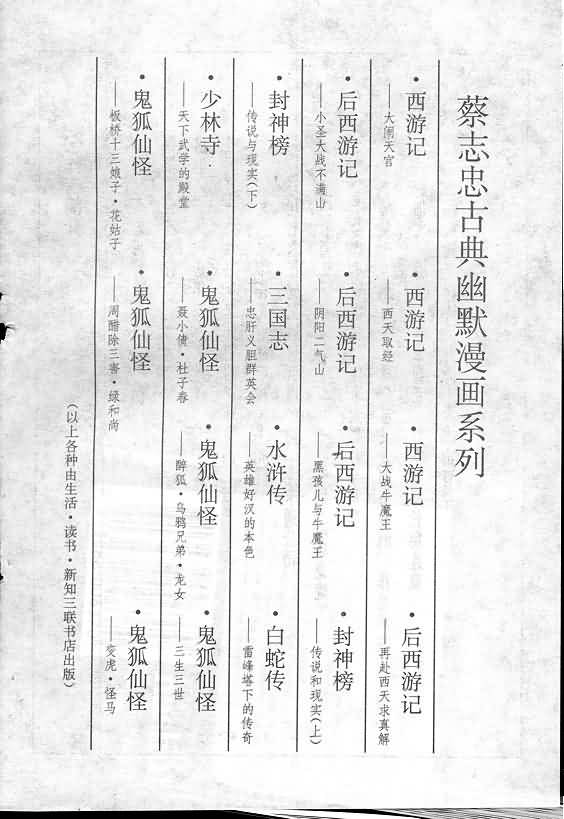 蔡志忠古典幽默漫画系列
•西游记
——大闹天宫
•西游记
——西天取经
•西游记
——大战牛魔王
•后西游记
——再赴西天求真解
•后西游记
——小圣大战不满山
•后西游记
——阴阳二气山
•后西游记
——黑孩儿与牛魔王
•封神榜
——传说和现实(上)
•封神榜
——传说与现实(下)
•三国志
——忠肝义胆群英会
•水浒传
——英雄好汉的本色
•白蛇传
——雷峰塔下的传奇
•少林寺
——天下武学的殿堂
•鬼狐仙怪
——聂小倩•杜子春
•鬼狐仙怪
——醉狐•乌鸦兄弟•龙女
•鬼狐仙怪
——三生三世
•鬼狐仙怪
——板桥十三娘子•花姑子
•鬼狐仙怪
——周醋除三害•绿和尚
•鬼狐仙怪
——变虎•怪马
(以上各种由生活•读书•新知三联书店出版)